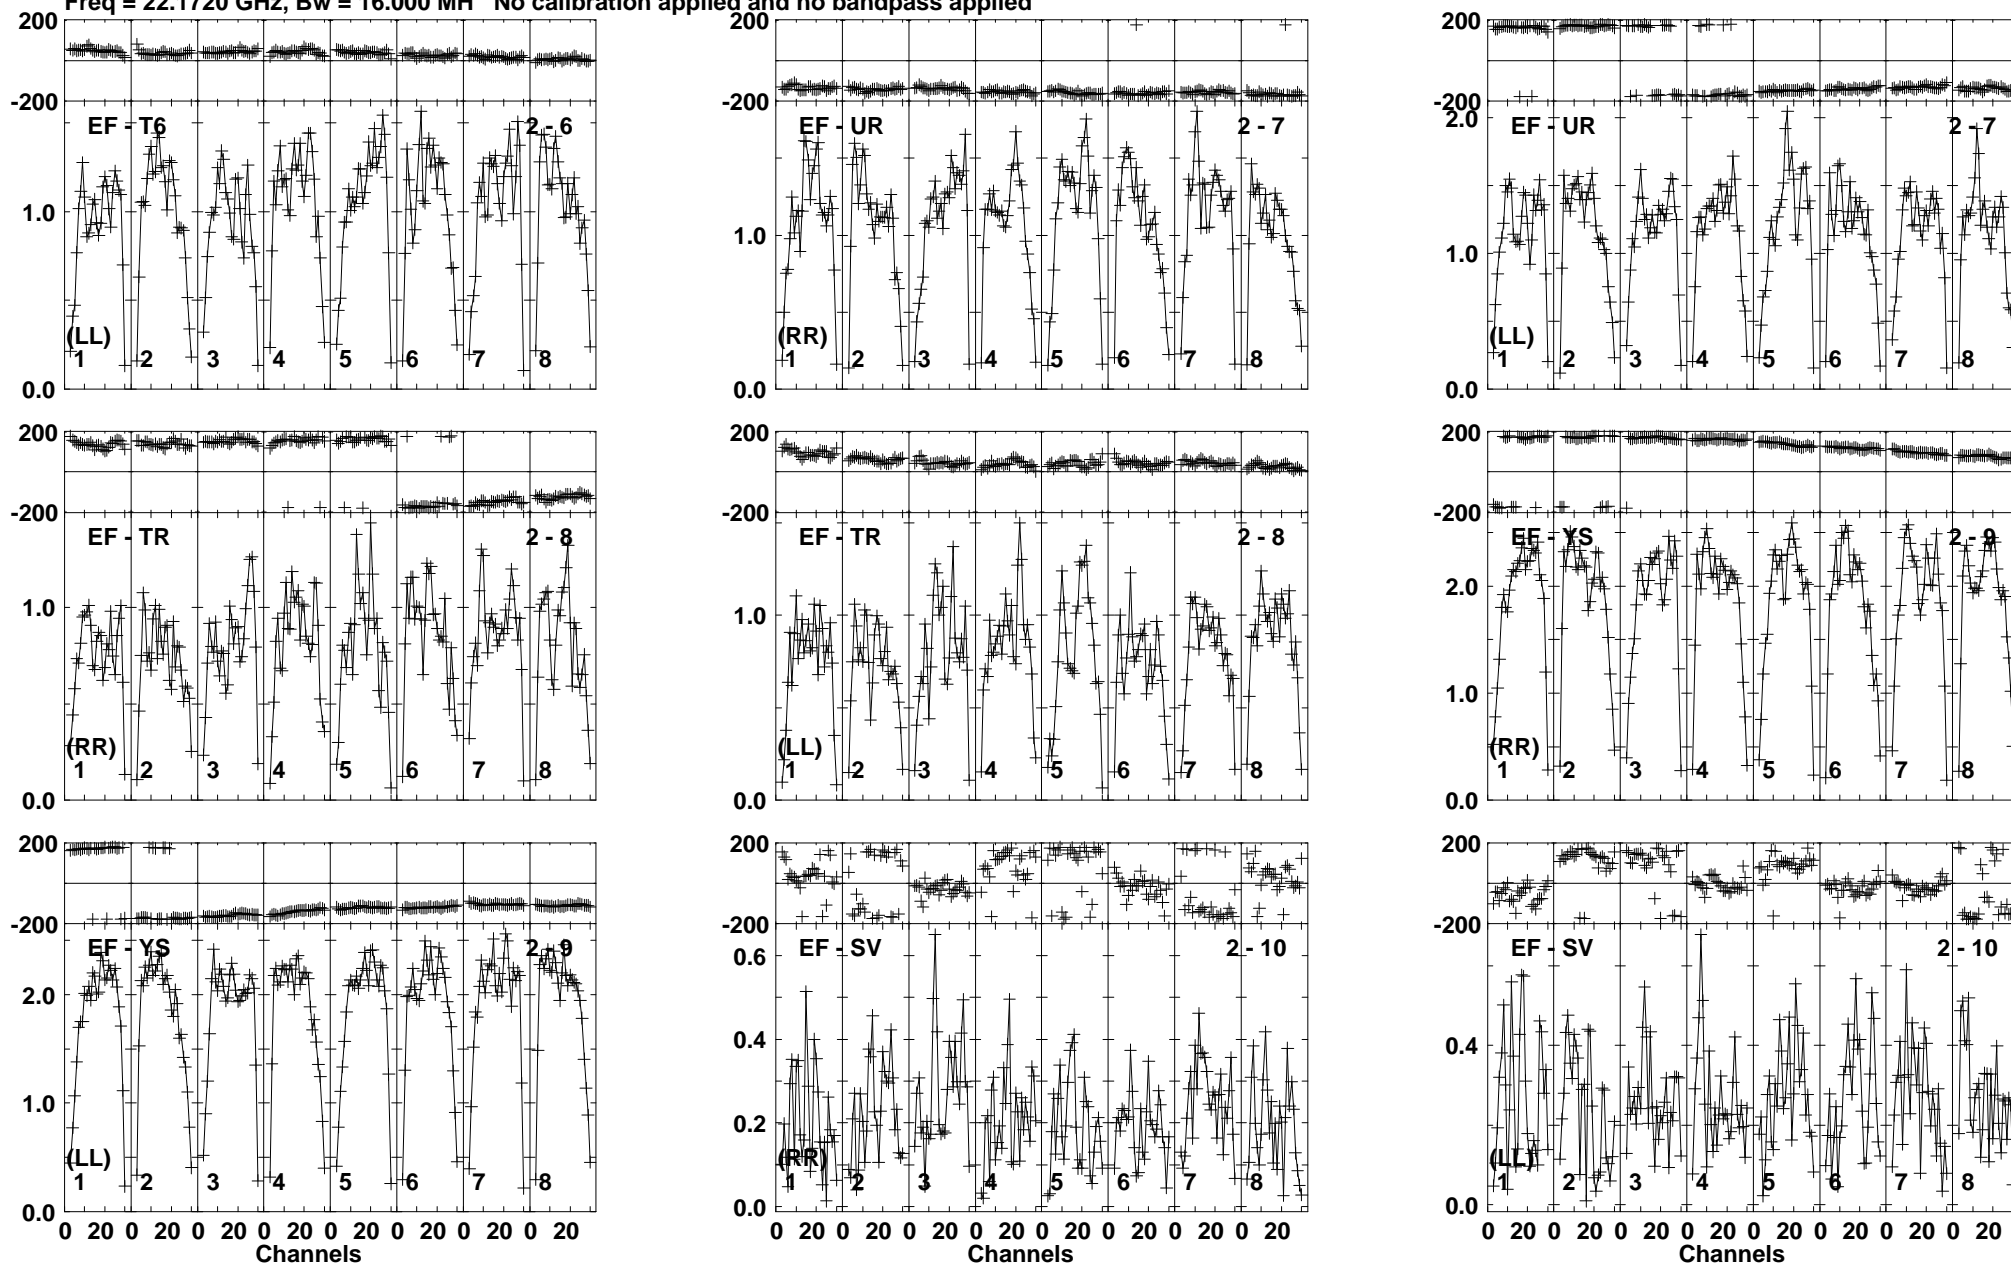 Freq = 22.1720 GHz, Bw = 16.000 MH No calibration applied and no bandpass applied
200 200 200
-200 -200 -200
EF - T6 2 - 6 EF - UR 2 - 7 EF - UR 2 - 7
2.0
1.0 1.0 1.0
(LL) (RR) (LL)
1 2 3 4 5 6 7 8 1 2 3 4 5 6 7 8 1 2 3 4 5 6 7 8
0.0 0.0 0.0
200 200 200
-200 -200 -200
EF - TR 2 - 8 EF - TR 2 - 8 EF - YS 2 - 9
2.0
1.0 1.0 1.0
(RR) (LL) (RR)
1 2 3 4 5 6 7 8 1 2 3 4 5 6 7 8 1 2 3 4 5 6 7 8
0.0 0.0 0.0
200 200 200
-200 -200 -200
EF - YS 2 - 9 EF - SV 2 - 10 EF - SV 2 - 10
0.6
2.0 0.4 0.4
1.0 0.2
(LL) (RR) (LL)
1 2 3 4 5 6 7 8 1 2 3 4 5 6 7 8 1 2 3 4 5 6 7 8
0.0 0.0 0.0
0 20 0 20 0 20 0 20 0 20 0 20 0 20 0 20 0 20 0 20 0 20 0 20 0 20 0 20 0 20 0 20 0 20 0 20 0 20 0 20 0 20 0 20 0 20 0 20
Channels Channels Channels